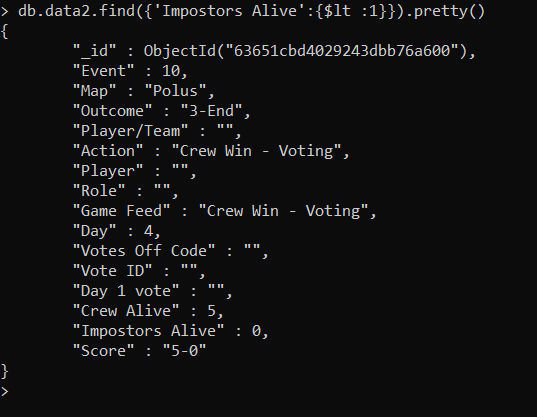 > db.data2.find({'Impostors Alive':{$lt :1}}).pretty()
{
        "_id" : ObjectId("63651cbd4029243dbb76a600"),
        "Event" : 10,
        "Map" : "Polus",
        "Outcome" : "3-End",
        "Player/Team" : "",
        "Action" : "Crew Win - Voting",
        "Player" : "",
        "Role" : "",
        "Game Feed" : "Crew Win - Voting",
        "Day" : 4,
        "Votes Off Code" : "",
        "Vote ID" : "",
        "Day 1 vote" : "",
        "Crew Alive" : 5,
        "Impostors Alive" : 0,
        "Score" : "5-0"
}
>